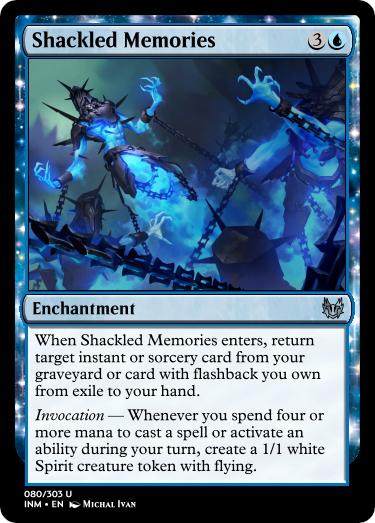 Shackled Memories 3
Enchantment
When Shackled Memories enters, return
target instant or sorcery card from your
graveyard or card with flashback you own
from exile to your hand.
Invocation — Whenever you spend four or
more mana to cast a spell or activate an
ability during your turn, create a 1/1 white
Spirit creature token with flying.
080/303 U
INM • EN Michal Ivan